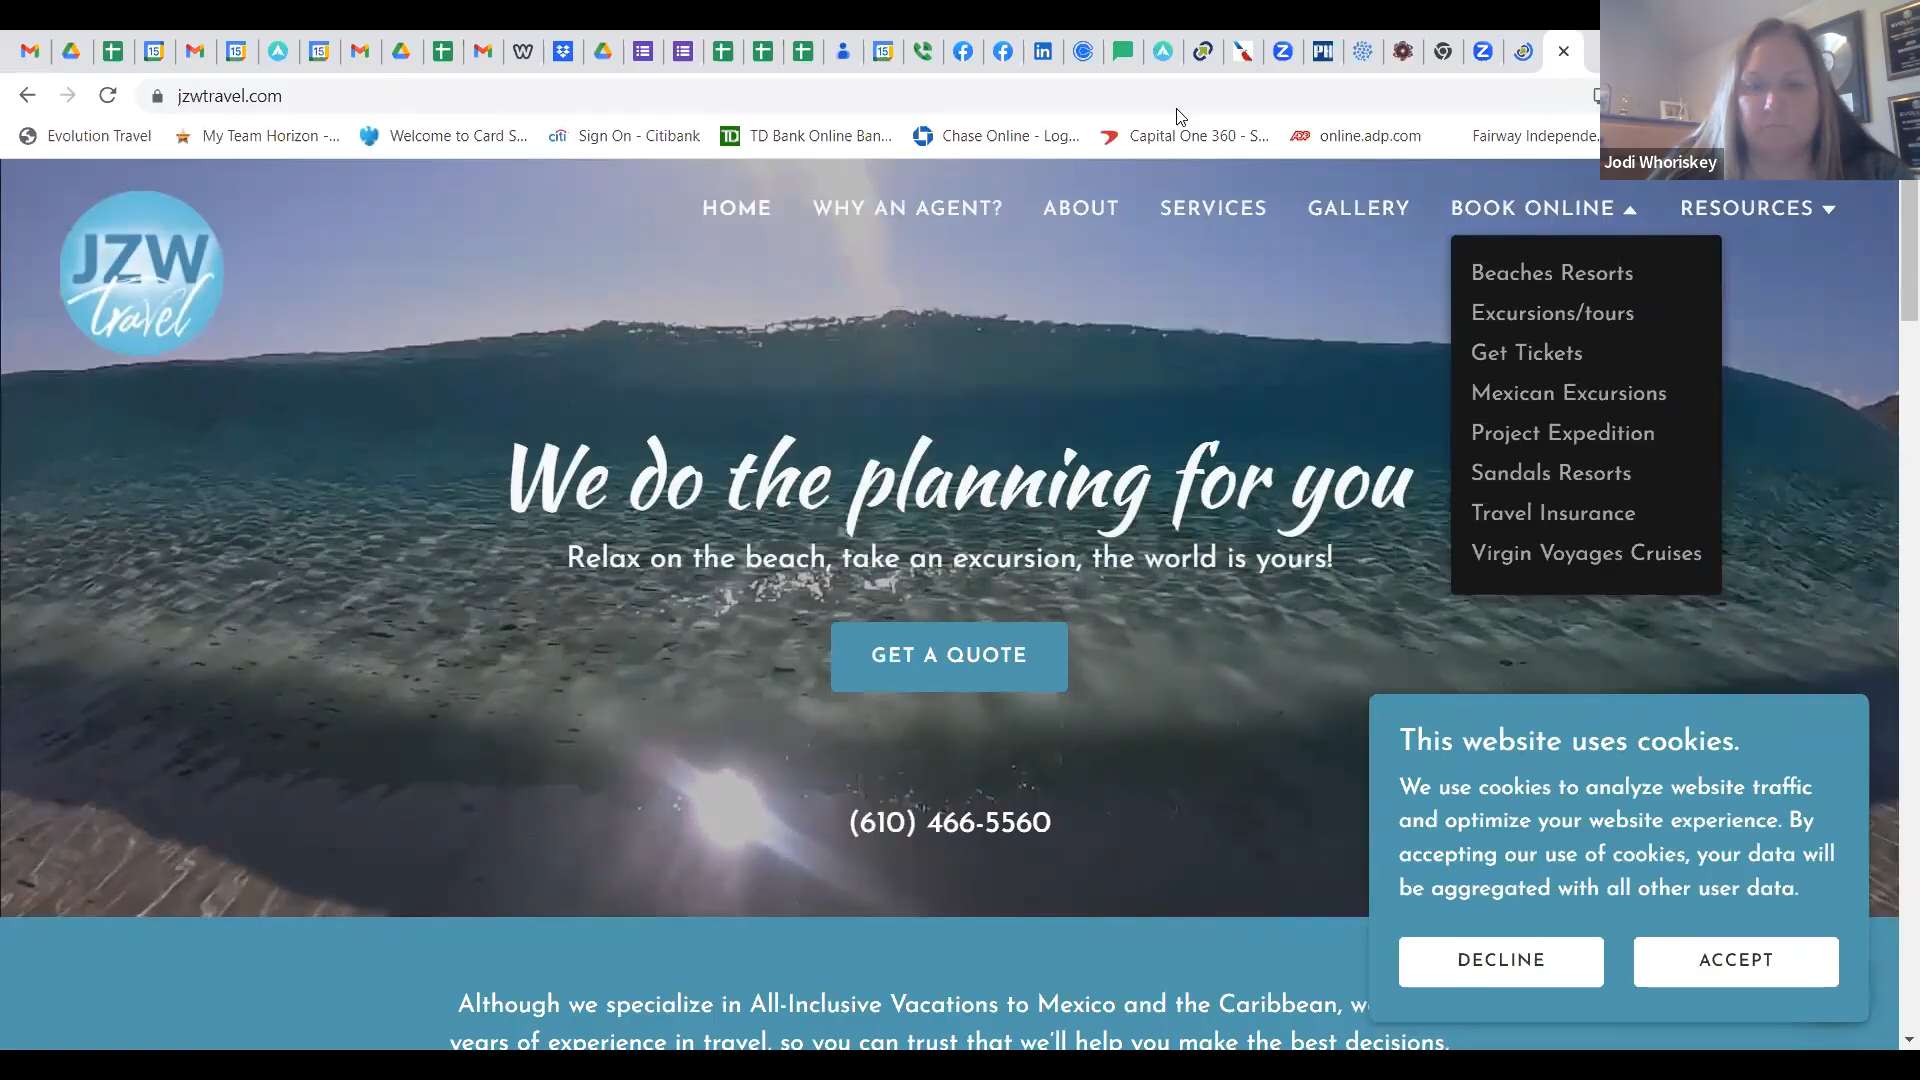 jzwtravel.com
Evolution Travel
My Team Horizon -...
Welcome to Card S...
citi
Sign On - Citibank
TD
TD Bank Online Ban...
Chase Online - Log...
Capital One 360 - S...
online.adp.com
Fairway Independe...
Jodi Whoriskey
JZW
travel
HOME
WHY AN AGENT?
ABOUT
SERVICES
GALLERY
BOOK ONLINE
RESOURCES
Beaches Resorts
Excursions/tours
Get Tickets
Mexican Excursions
Project Expedition
Sandals Resorts
Travel Insurance
Virgin Voyages Cruises
We do the planning for you
Relax on the beach, take an excursion, the world is yours!
GET A QUOTE
(610) 466-5560
This website uses cookies.
We use cookies to analyze website traffic
and optimize your website experience. By
accepting our use of cookies, your data will
be aggregated with all other user data.
DECLINE
ACCEPT
Although we specialize in All-Inclusive Vacations to Mexico and the Caribbean,
years of experience in travel, so you can trust that we'll help you make the best decisions.